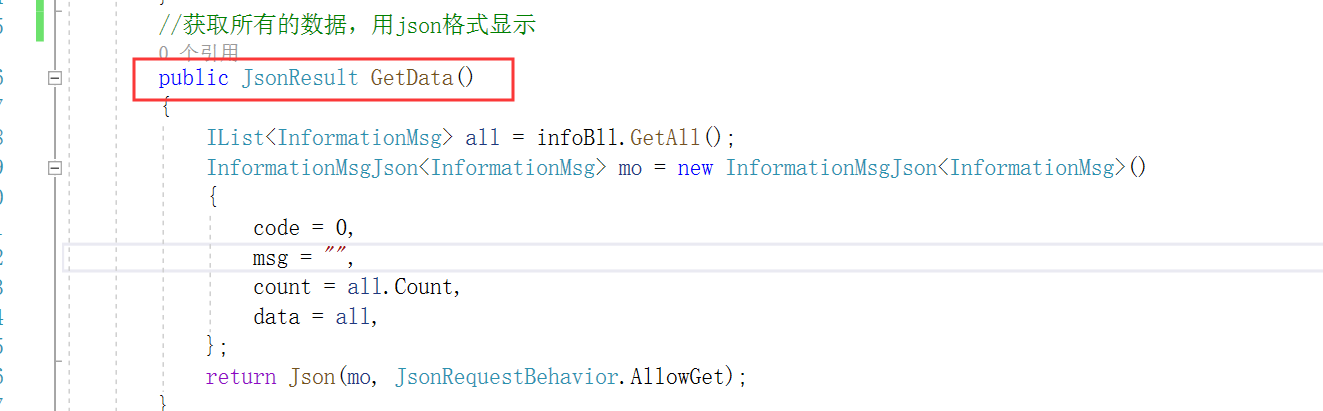 //获取所有的数据，用json格式显示
0 个引用
public JsonResult GetData()
{
IList<InformationMsg> all = infoBll.GetAll();
InformationMsgJson<InformationMsg> mo = new InformationMsgJson<InformationMsg>()
{
code = 0,
msg = "",
count = all.Count,
data = all,
};
return Json(mo, JsonRequestBehavior.AllowGet);
}